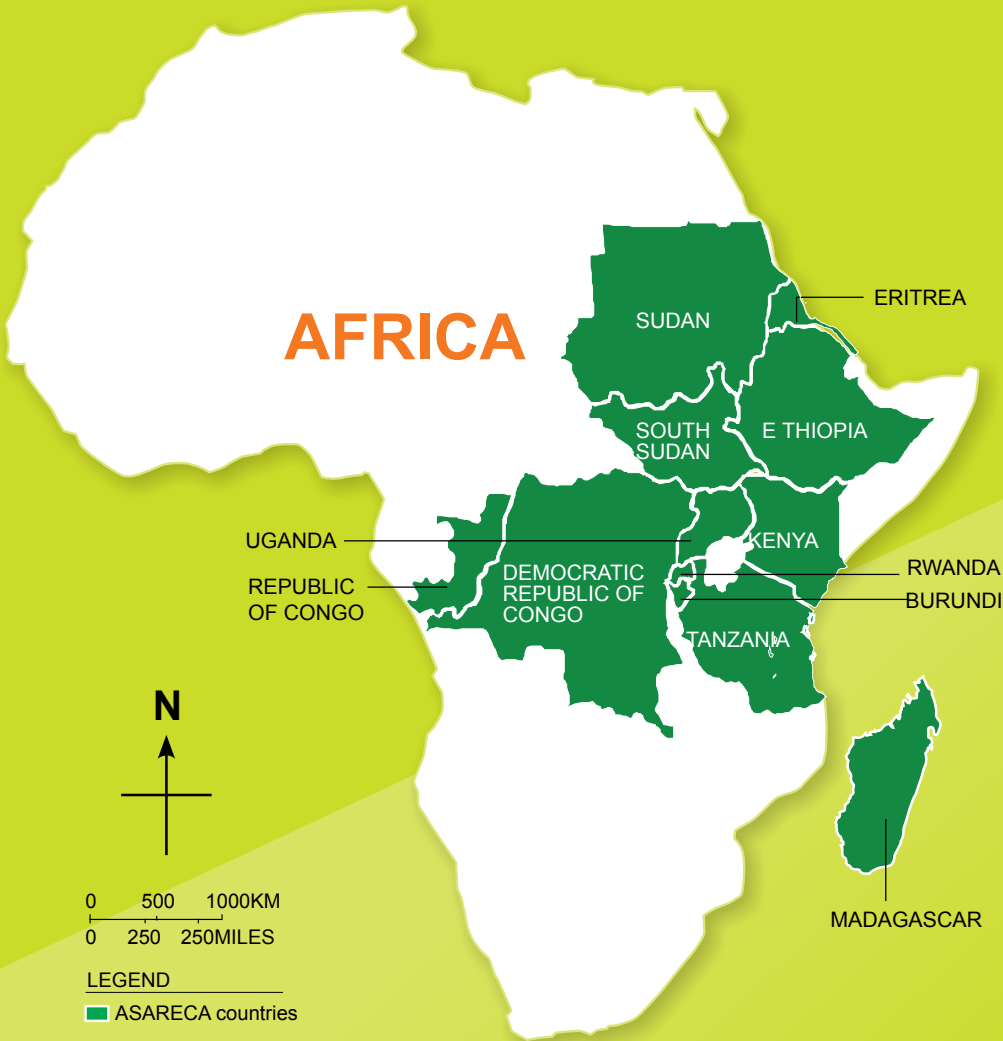 AFRICA
SUDAN
ERITREA
SOUTH
SUDAN
E THIOPIA
UGANDA
KENYA
REPUBLIC
OF CONGO
DEMOCRATIC
REPUBLIC OF
CONGO
RWANDA
BURUNDI
TANZANIA
N
MADAGASCAR
0 500 1000KM
0 250 250MILES
LEGEND
ASARECA countries